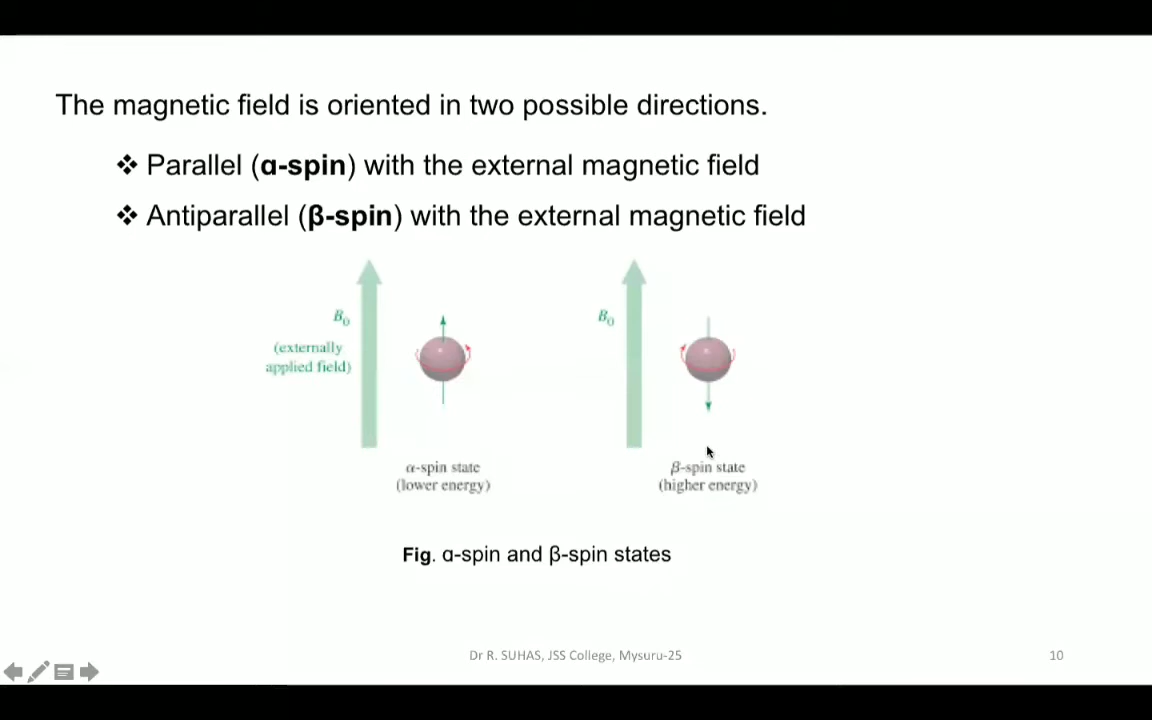 The magnetic field is oriented in two possible directions.
❖ Parallel (α-spin) with the external magnetic field
❖ Antiparallel (β-spin) with the external magnetic field
B₀
(externally
applied field)
B₀
α-spin state
(lower energy)
β-spin state
(higher energy)
Fig. α-spin and β-spin states
Dr R. SUHAS, JSS College, Mysuru-25
10